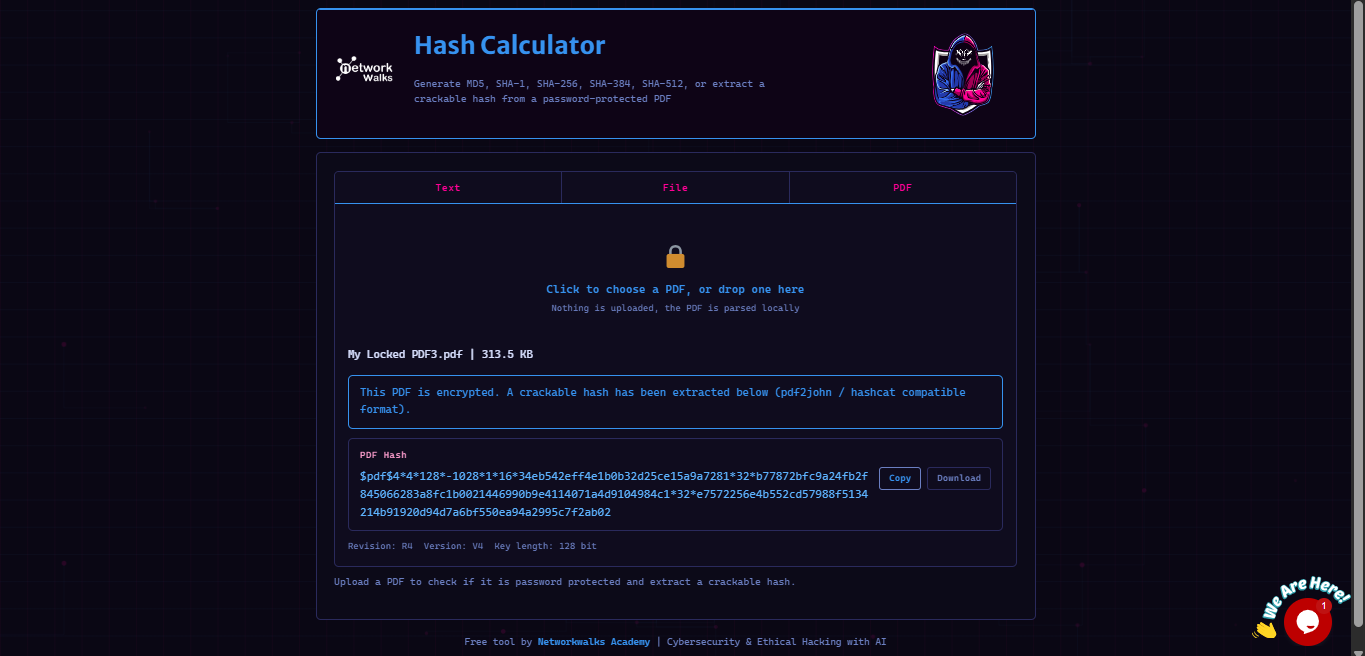 network
Walks
Hash Calculator
Generate MD5, SHA-1, SHA-256, SHA-384, SHA-512, or extract a
crackable hash from a password-protected PDF
Text
File
PDF
Click to choose a PDF, or drop one here
Nothing is uploaded, the PDF is parsed locally
My Locked PDF3.pdf | 313.5 KB
This PDF is encrypted. A crackable hash has been extracted below (pdf2john / hashcat compatible
format).
PDF Hash
$pdf$4*4*128*-1028*1*16*34eb542eff4e1b0b32d25ce15a9a7281*32*b77872bfc9a24fb2f
845066283a8fc1b0021446990b9e4114071a4d9104984c1*32*e7572256e4b552cd57988f5134
214b91920d94d7a6bf550ea94a2995c7f2ab02
Copy
Download
Revision: R4 Version: V4 Key length: 128 bit
Upload a PDF to check if it is password protected and extract a crackable hash.
Free tool by Networkwalks Academy | Cybersecurity & Ethical Hacking with AI
We Are Here!
1